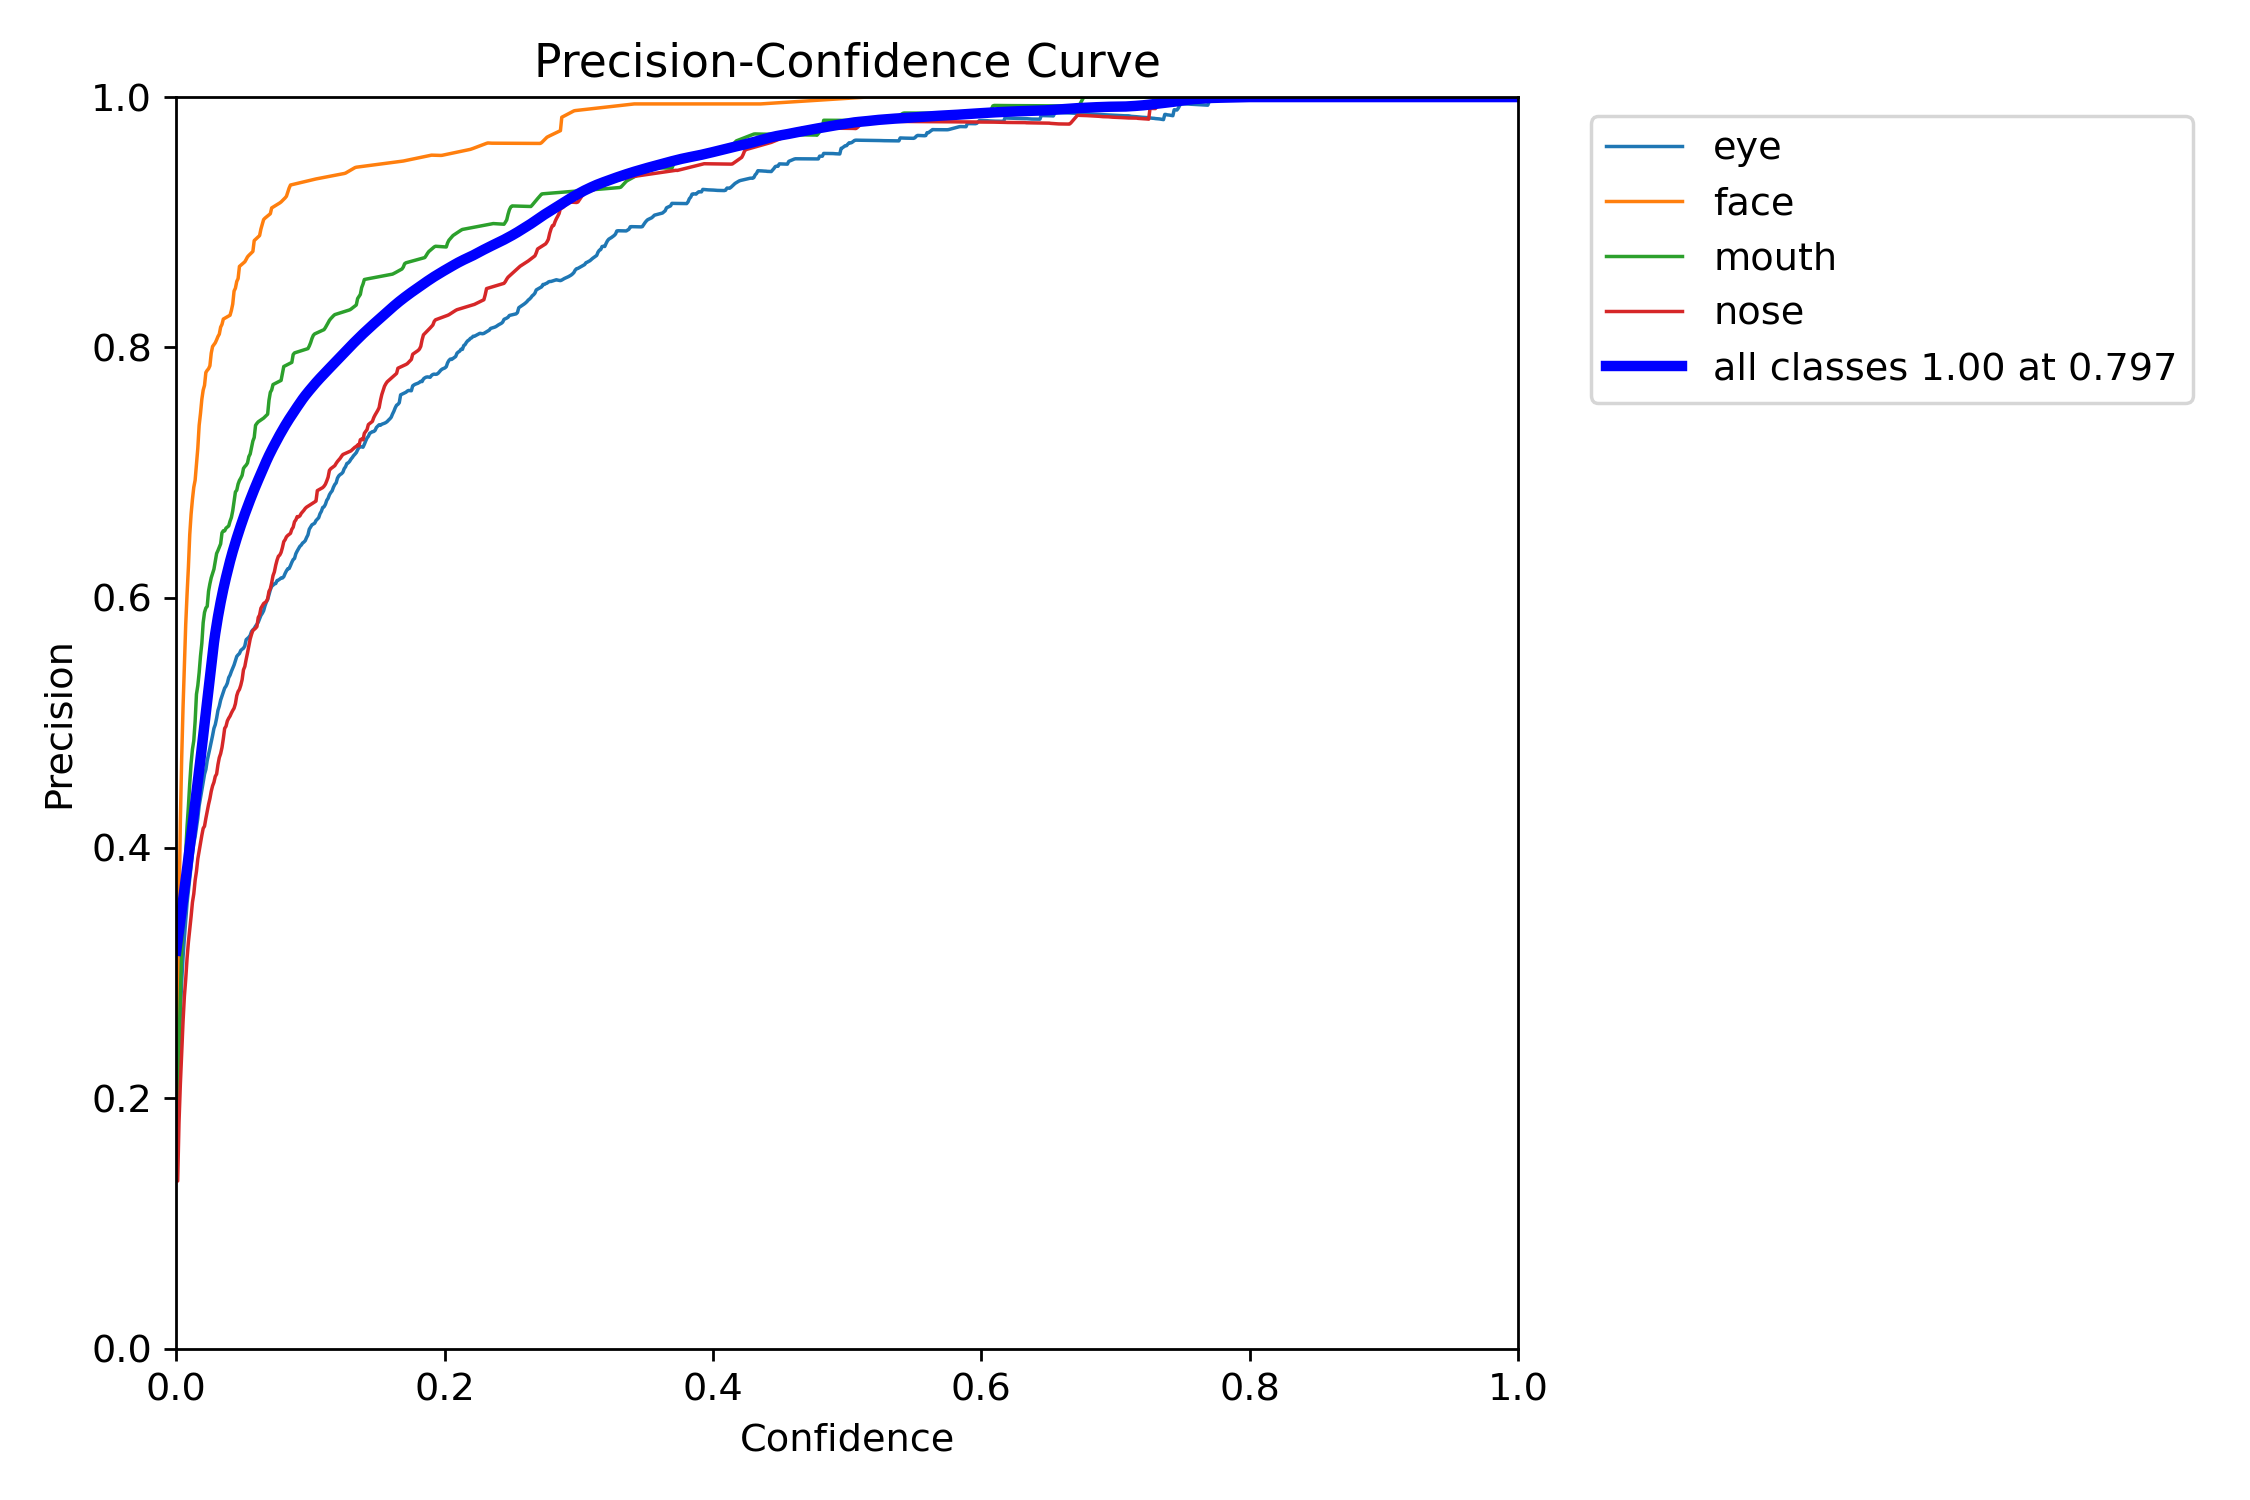 Precision-Confidence Curve
1.0
0.8
0.6
0.4
0.2
0.0
Precision
0.0 0.2 0.4 0.6 0.8 1.0
Confidence
eye
face
mouth
nose
all classes 1.00 at 0.797